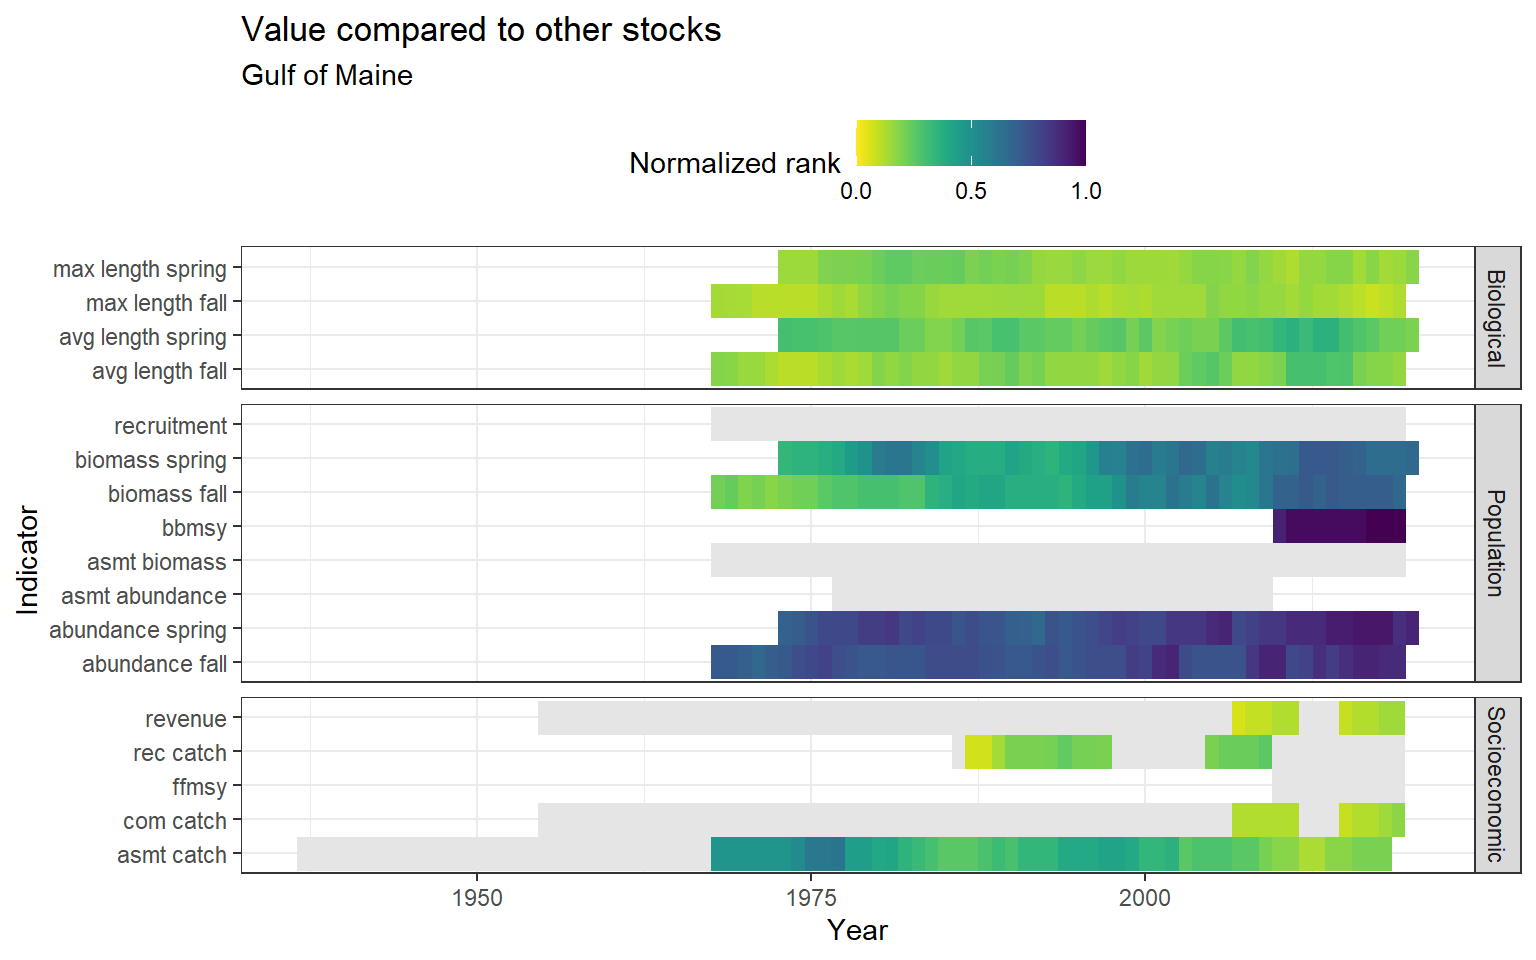 Value compared to other stocks
Gulf of Maine
Normalized rank
0.0 0.5 1.0
max length spring
max length fall
avg length spring
avg length fall
Biological
recruitment
biomass spring
biomass fall
bbmsy
asmt biomass
asmt abundance
abundance spring
abundance fall
Population
revenue
rec catch
ffmsy
com catch
asmt catch
Socioeconomic
Indicator
1950 1975 2000
Year